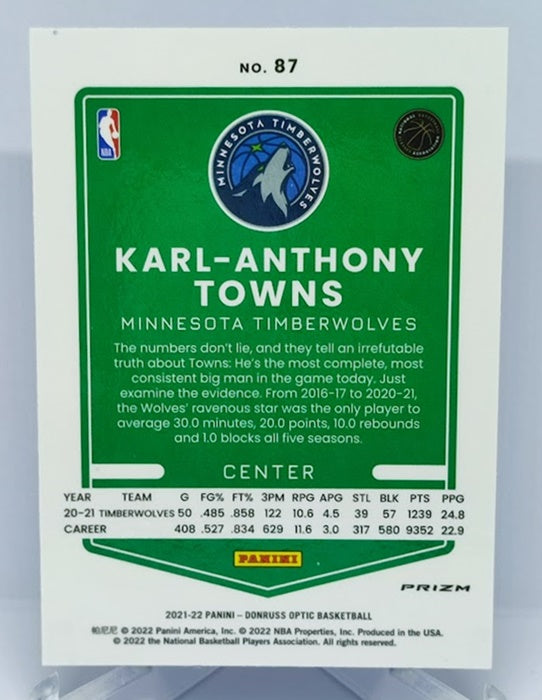 NO. 87
NBA
MINNESOTA TIMBERWOLVES
KARL-ANTHONY
TOWNS
MINNESOTA TIMBERWOLVES
The numbers don't lie, and they tell an irrefutable
truth about Towns: He's the most complete, most
consistent big man in the game today. Just
examine the evidence. From 2016-17 to 2020-21,
the Wolves' ravenous star was the only player to
average 30.0 minutes, 20.0 points, 10.0 rebounds
and 1.0 blocks all five seasons.
CENTER
YEAR TEAM G FG% FT% 3PM RPG APG STL BLK PTS PPG
20-21 TIMBERWOLVES 50 .485 .858 122 10.6 4.5 39 57 1239 24.8
CAREER 408 .527 .834 629 11.6 3.0 317 580 9352 22.9
PANINI
PRIZM
2021-22 PANINI – DONRUSS OPTIC BASKETBALL
帕尼尼 © 2022 Panini America, Inc. © 2022 NBA Properties, Inc. Produced in the USA.
© 2022 the National Basketball Players Association. All rights reserved.